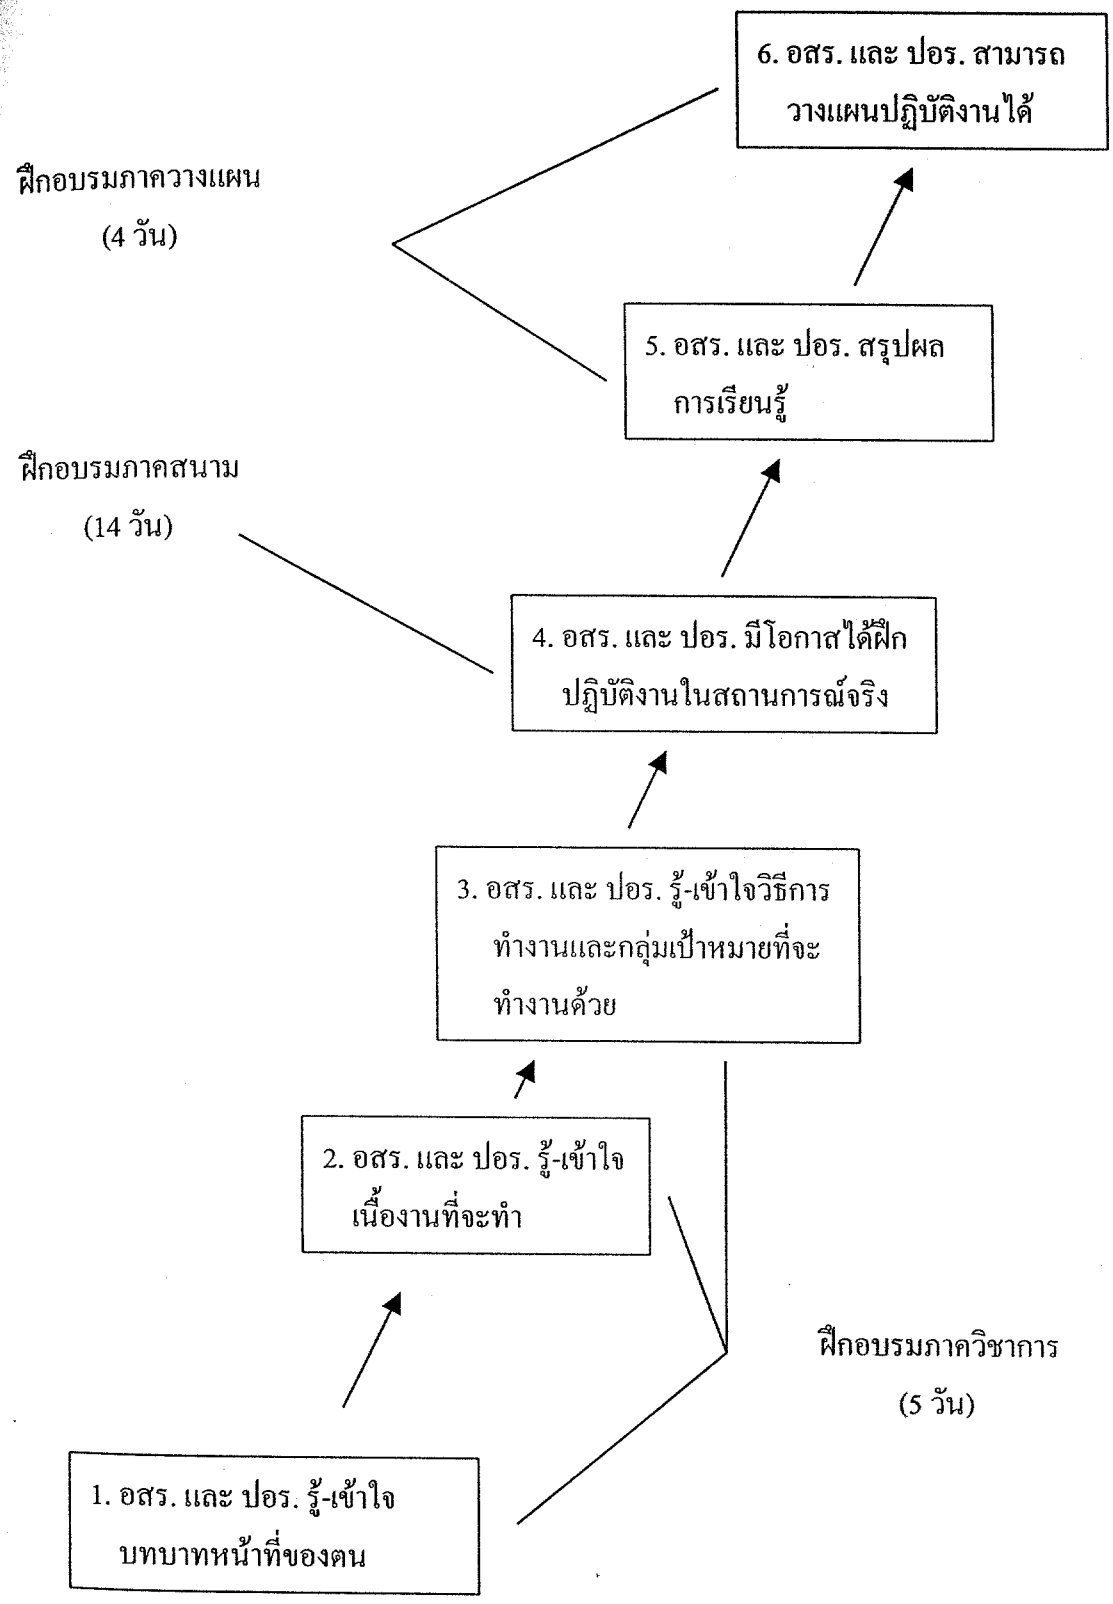 6. อสร. และ ปอร. สามารถ
วางแผนปฏิบัติงานได้
ฝึกอบรมภาควางแผน
(4 วัน)
5. อสร. และ ปอร. สรุปผล
การเรียนรู้
ฝึกอบรมภาคสนาม
(14 วัน)
4. อสร. และ ปอร. มีโอกาสได้ฝึก
ปฏิบัติงานในสถานการณ์จริง
3. อสร. และ ปอร. รู้-เข้าใจวิธีการ
ทำงานและกลุ่มเป้าหมายที่จะ
ทำงานด้วย
2. อสร. และ ปอร. รู้-เข้าใจ
เนื้องานที่จะทำ
ฝึกอบรมภาควิชาการ
(5 วัน)
1. อสร. และ ปอร. รู้-เข้าใจ
บทบาทหน้าที่ของตน